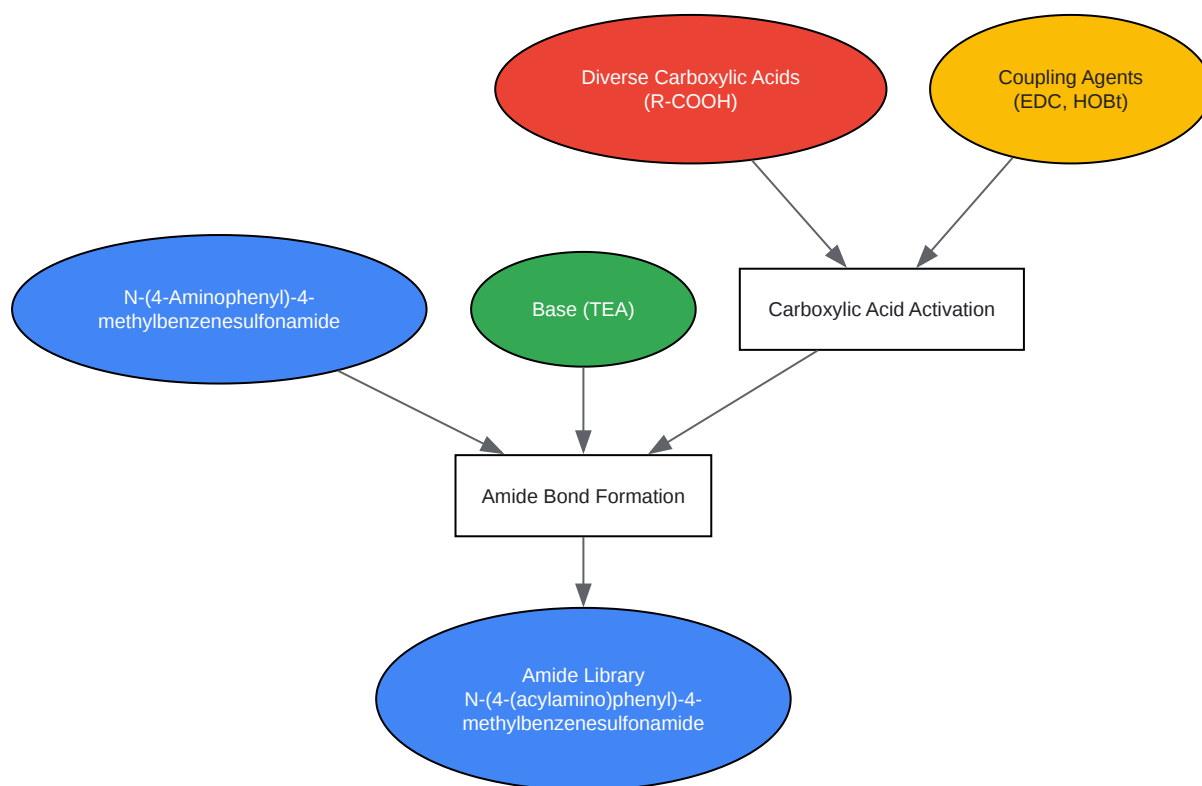 Diverse Carboxylic Acids
(R-COOH)
Coupling Agents
(EDC, HOBt)
N-(4-Aminophenyl)-4-
methylbenzenesulfonamide
Base (TEA)
Carboxylic Acid Activation
Amide Bond Formation
Amide Library
N-(4-(acylamino)phenyl)-4-
methylbenzenesulfonamide